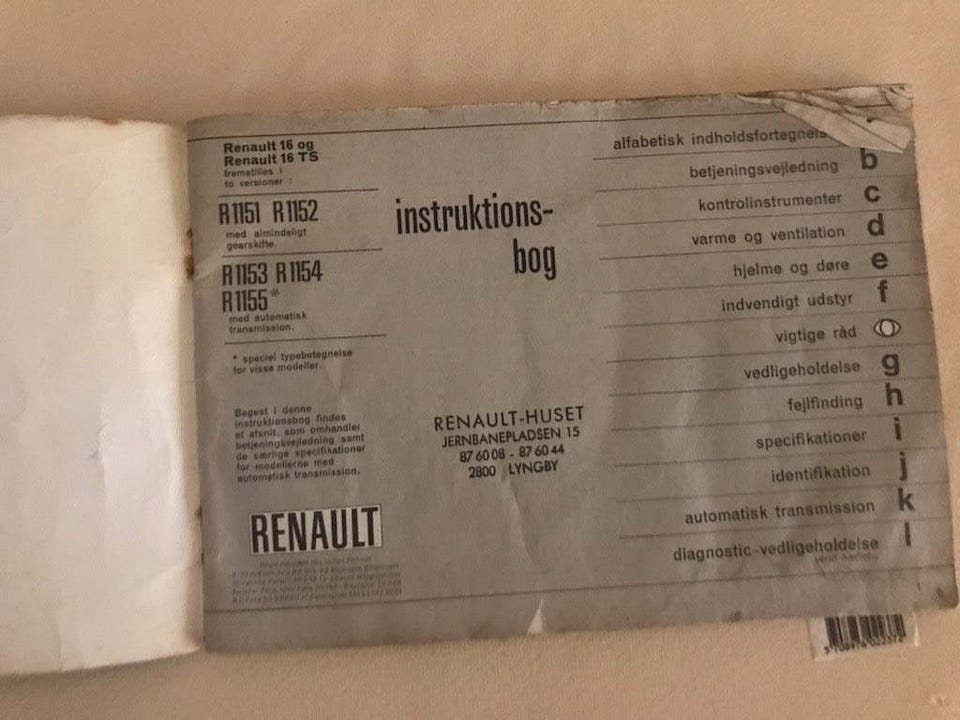 Renault 16 og
Renault 16 TS
fremstilles i
to versioner :
R1151 R1152
med almindeligt
gearskifte.
R1153 R1154
R1155*
med automatisk
transmission.
* speciel typebetegnelse
for visse modeller.
Bagest i denne
instruktionsbog findes
et afsnit, som omhandler
betjeningsvejledning samt
de særlige specifikationer
for modellerne med
automatisk transmission.
RENAULT
instruktions-
bog
RENAULT-HUSET
JERNBANEPLADSEN 15
87 60 08 - 87 60 44
2800 LYNGBY
alfabetisk indholdsfortegnelse
betjeningsvejledning b
kontrolinstrumenter c
varme og ventilation d
hjelme og døre e
indvendigt udstyr f
vigtige råd
vedligeholdelse g
fejlfinding h
specifikationer i
identifikation j
automatisk transmission k
diagnostic-vedligeholdelse l